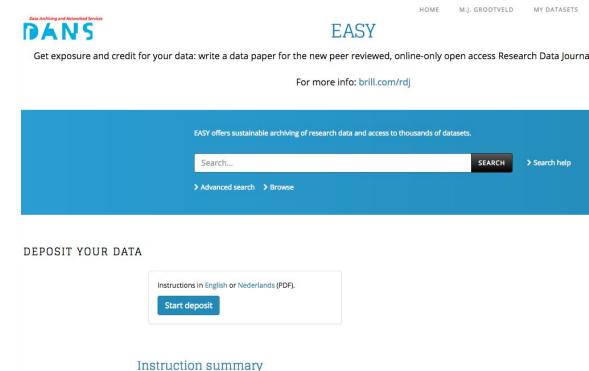 HOME M.J. GROOTVELD MY DATASETS
Data Archiving and Networked Services
DANS
EASY
Get exposure and credit for your data: write a data paper for the new peer reviewed, online-only open access Research Data Journa
For more info: brill.com/rdj
EASY offers sustainable archiving of research data and access to thousands of datasets.
Search... SEARCH Search help
Advanced search Browse
DEPOSIT YOUR DATA
Instructions in English or Nederlands (PDF).
Start deposit
Instruction summary